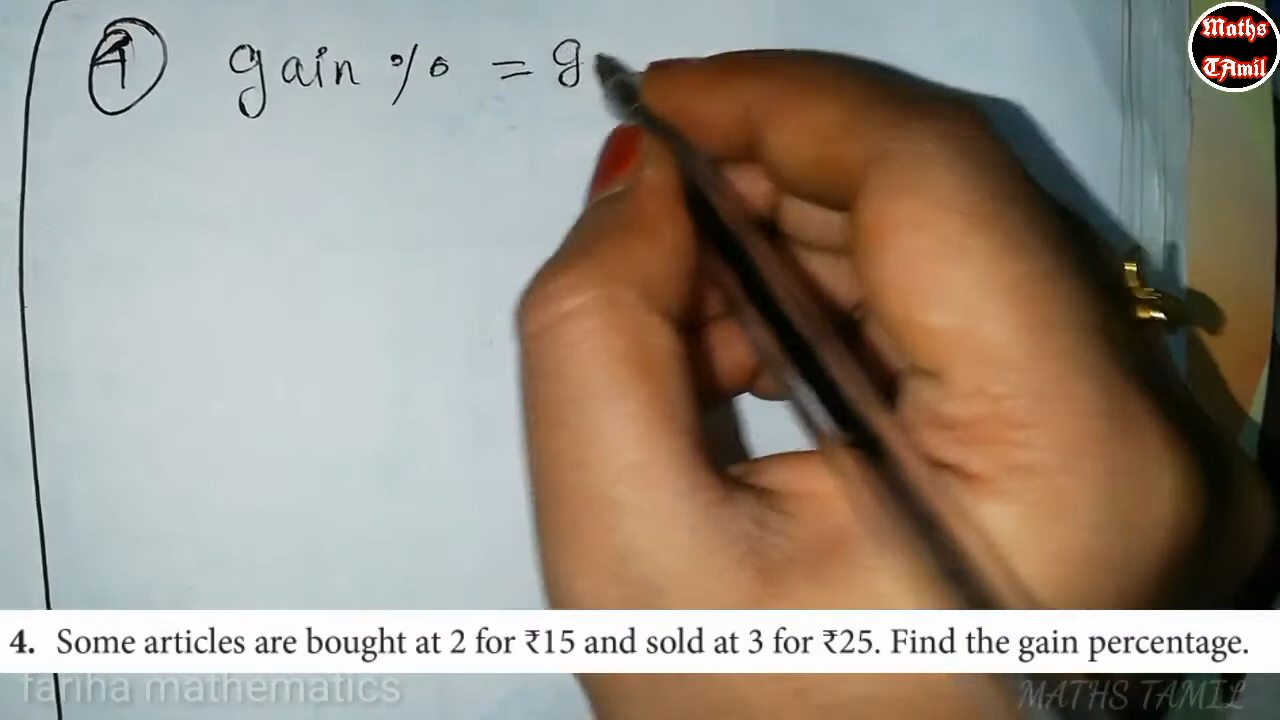 Maths
TAmil
4 gain % = g
4. Some articles are bought at 2 for ₹15 and sold at 3 for ₹25. Find the gain percentage.
fariha mathematics
MATHS TAMIL